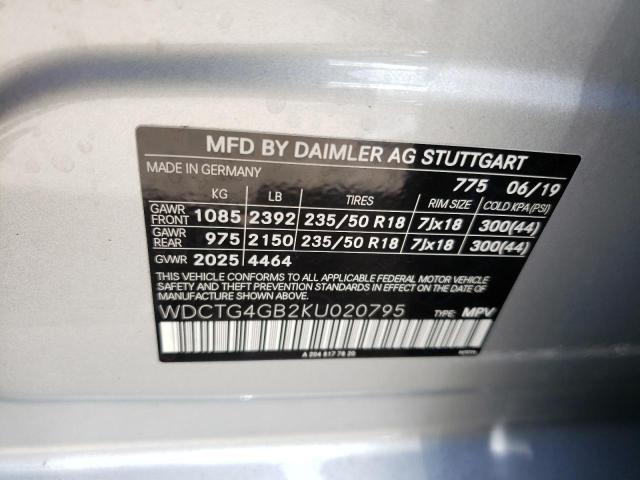 MFD BY DAIMLER AG STUTTGART
MADE IN GERMANY 775 06/19
KG LB TIRES RIM SIZE COLD KPA(PSI)
GAWR FRONT 1085 2392 235/50 R18 7Jx18 300(44)
GAWR REAR 975 2150 235/50 R18 7Jx18 300(44)
GVWR 2025 4464
THIS VEHICLE CONFORMS TO ALL APPLICABLE FEDERAL MOTOR VEHICLE
SAFETY AND THEFT PREVENTION STANDARDS IN EFFECT
ON THE DATE OF MANUFACTURE SHOWN ABOVE.
WDCTG4GB2KU020795 TYPE: MPV
A 204 817 78 20